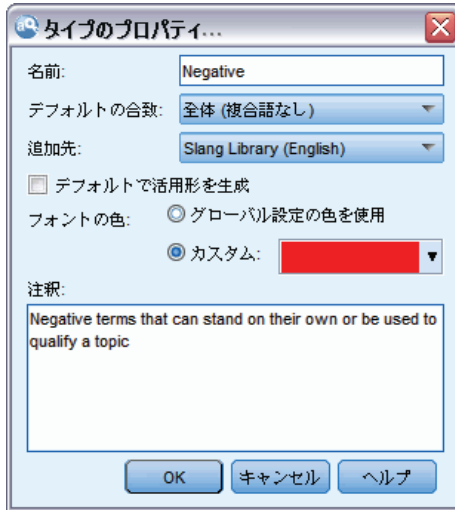 タイプのプロパティ...
名前: Negative
デフォルトの合致: 全体 (複合語なし)
追加先: Slang Library (English)
デフォルトで活用形を生成
フォントの色: グローバル設定の色を使用
カスタム:
注釈:
Negative terms that can stand on their own or be used to
qualify a topic
OK キャンセル ヘルプ